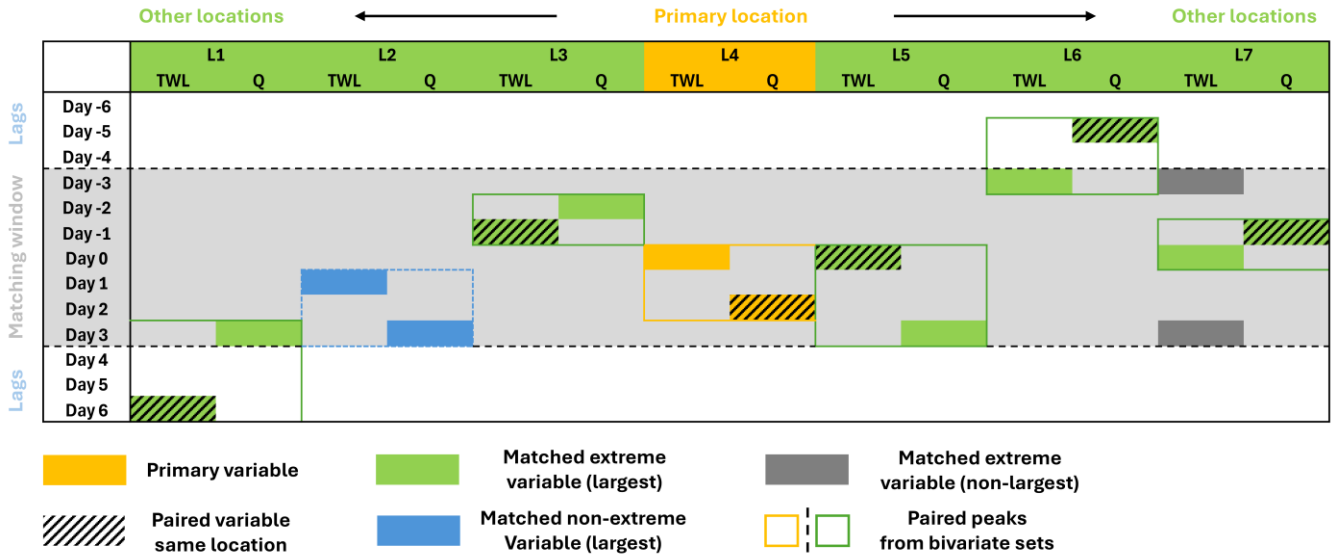 Other locations
Primary location
Other locations
L1
L2
L3
L4
L5
L6
L7
TWL Q TWL Q TWL Q TWL Q TWL Q TWL Q TWL Q
Lags
Matching window
Lags
Day -6
Day -5
Day -4
Day -3
Day -2
Day -1
Day 0
Day 1
Day 2
Day 3
Day 4
Day 5
Day 6
Primary variable
Matched extreme
variable (largest)
Matched extreme
variable (non-largest)
Paired variable
same location
Matched non-extreme
Variable (largest)
Paired peaks
from bivariate sets